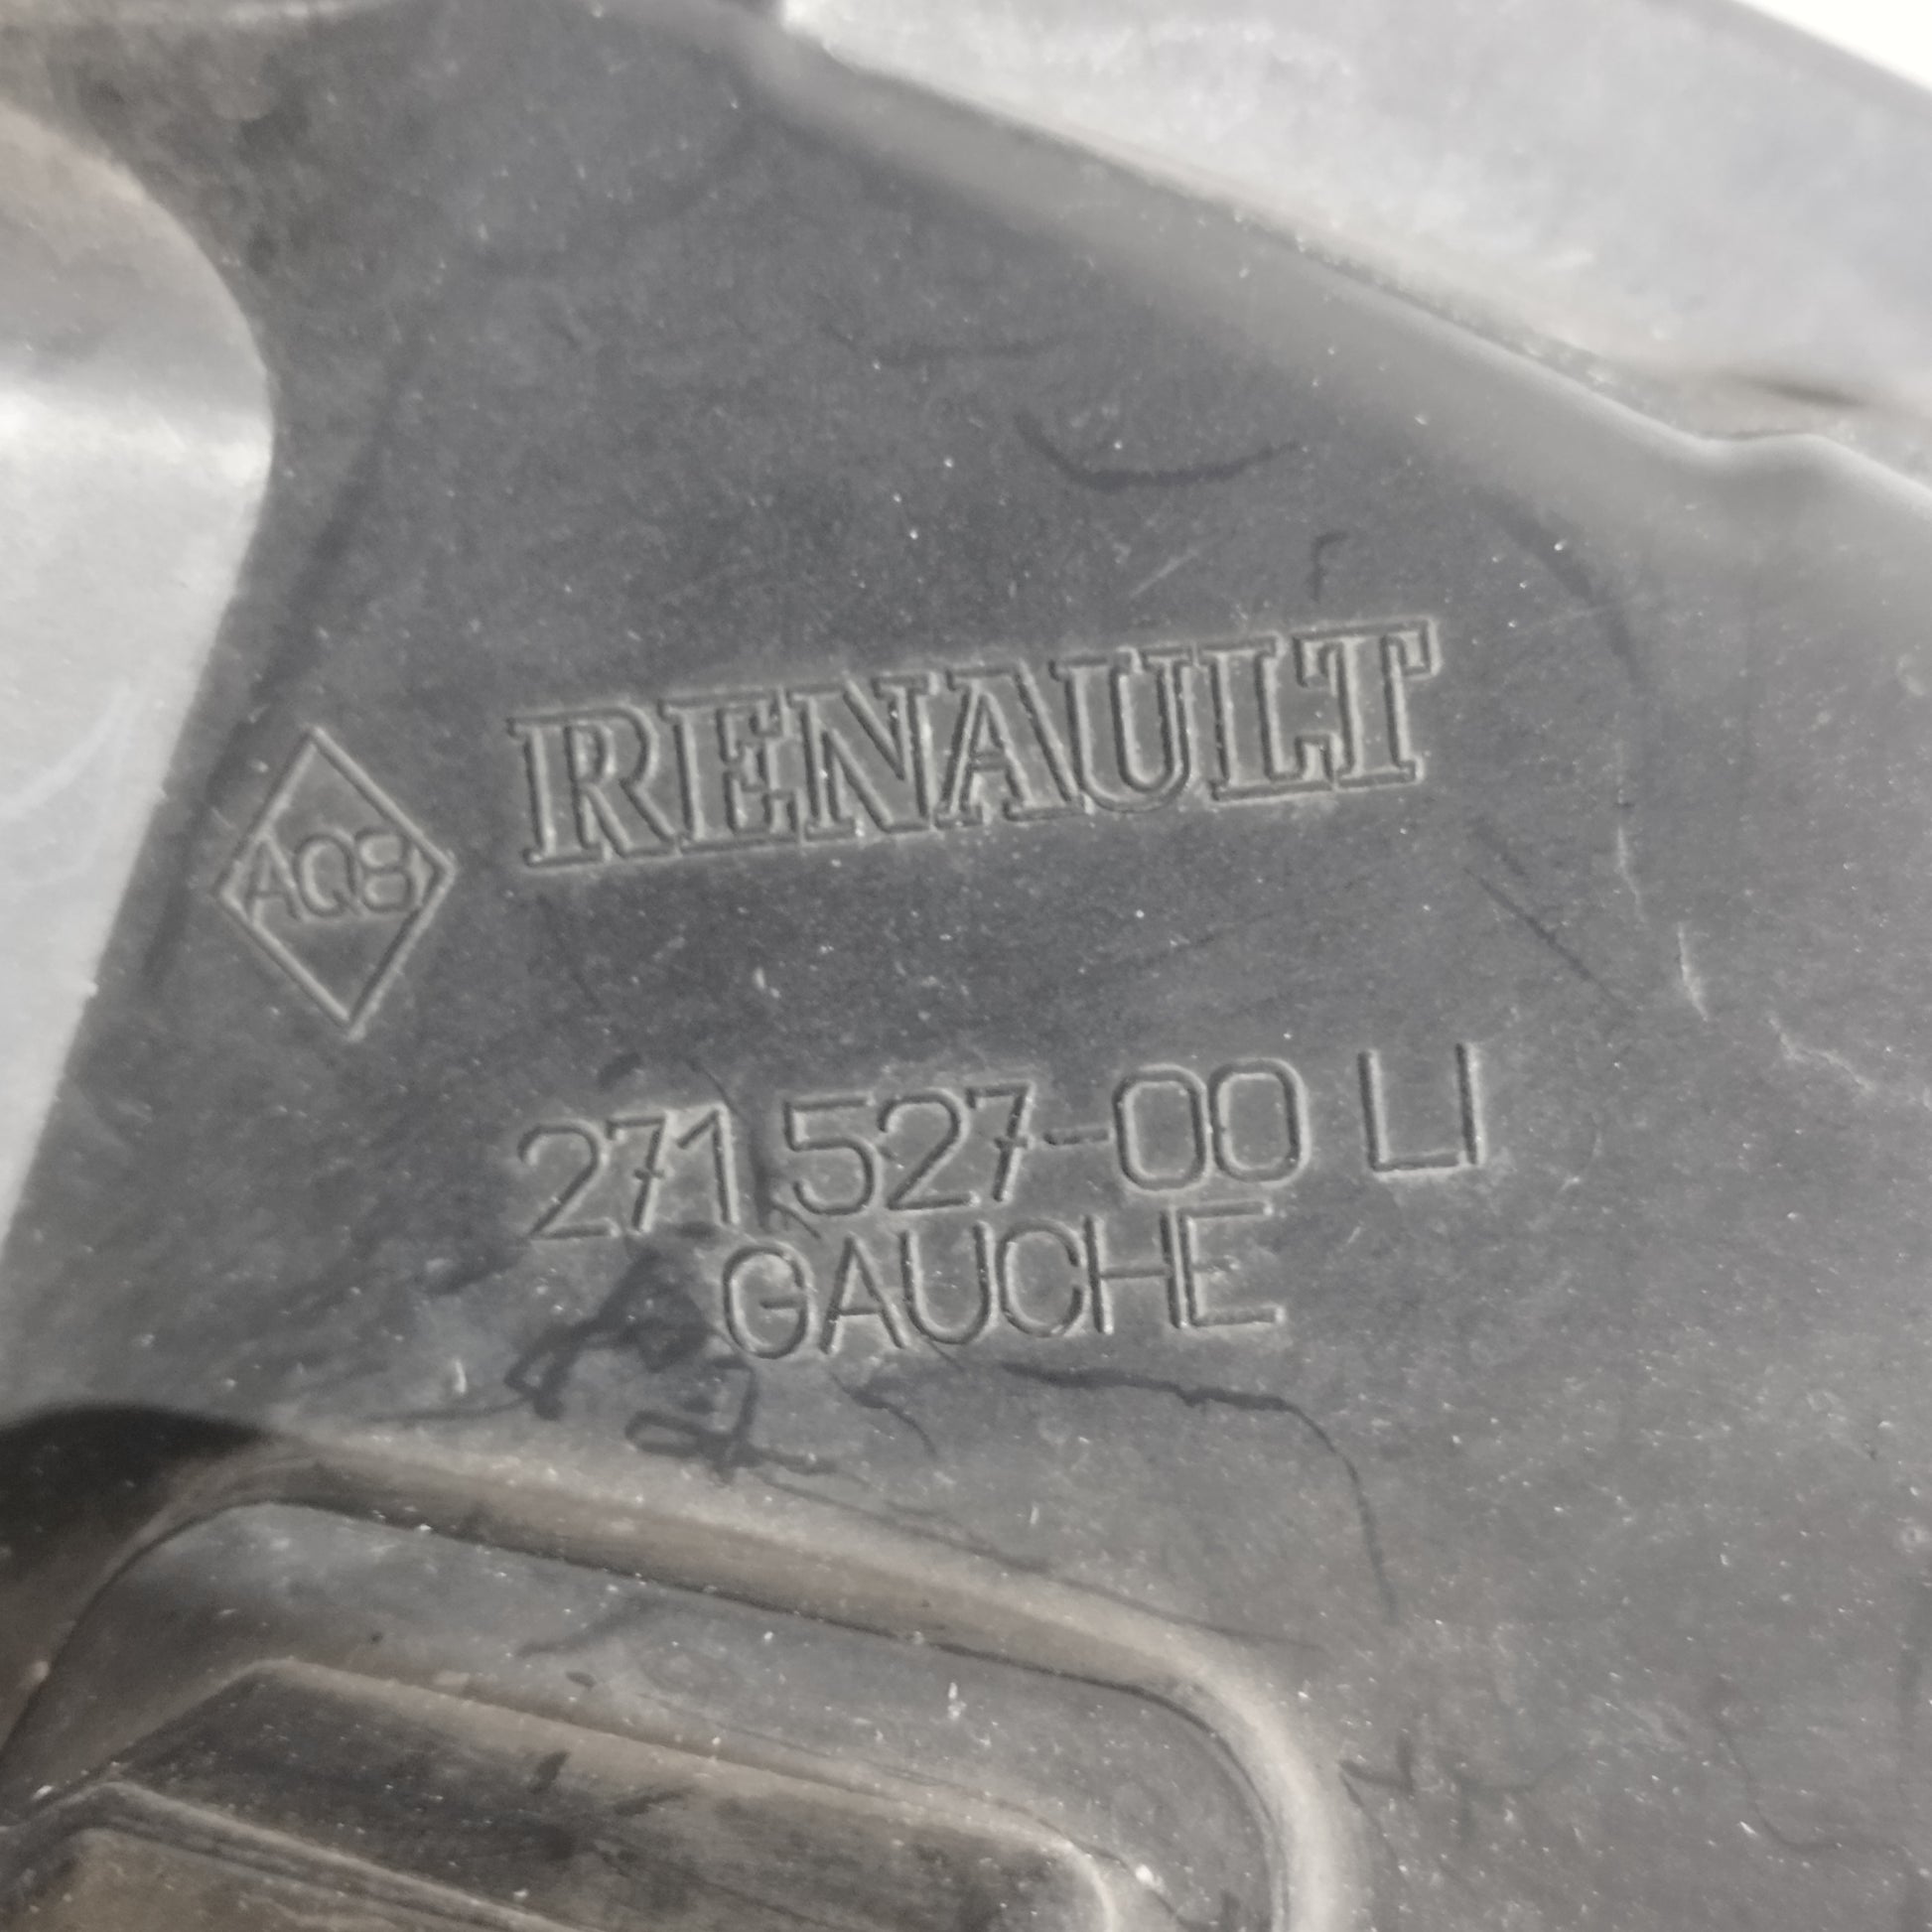 RENAULT
AQ8
271527-00 LI
GAUCHE